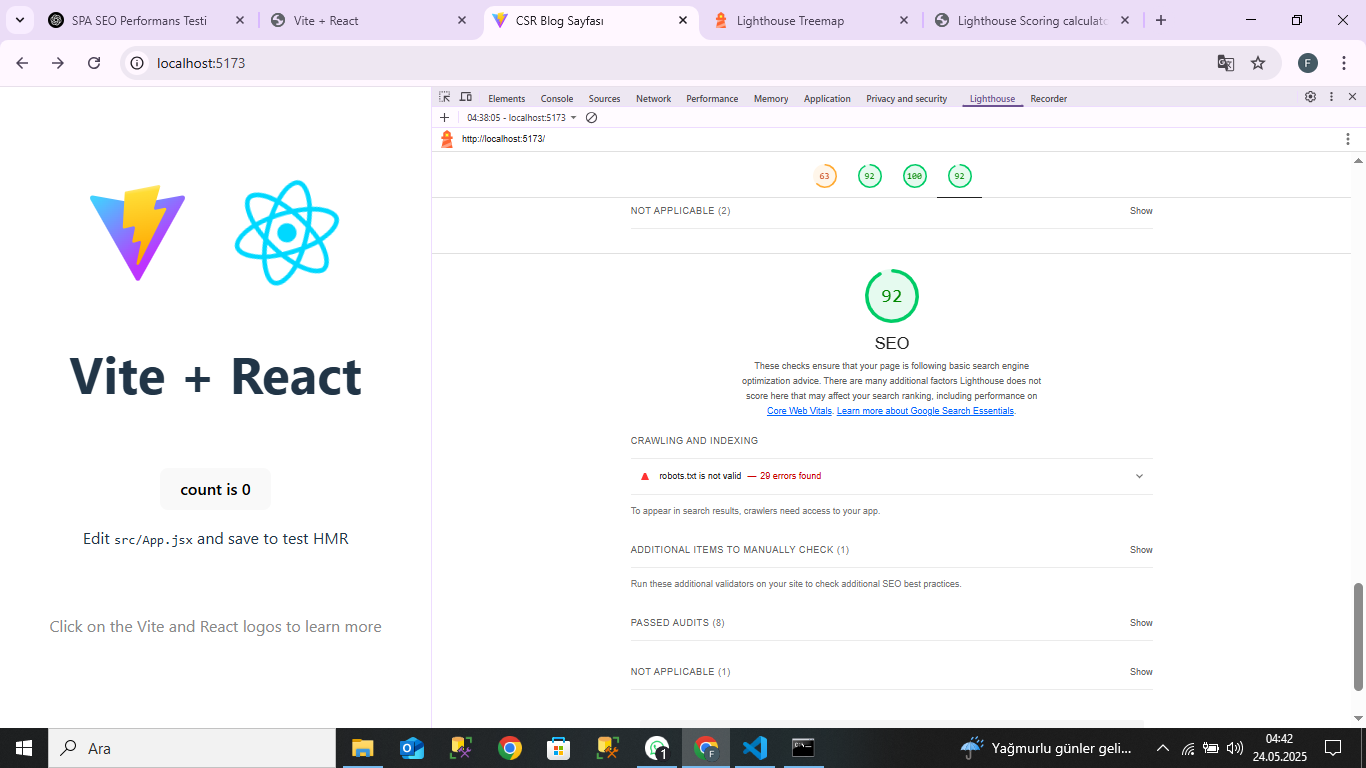 SPA SEO Performans Testi
Vite + React
CSR Blog Sayfası
Lighthouse Treemap
Lighthouse Scoring calculato
localhost:5173
F
Elements Console Sources Network Performance Memory Application Privacy and security Lighthouse Recorder
04:38:05 - localhost:5173
http://localhost:5173/
63 92 100 92
NOT APPLICABLE (2) Show
92
SEO
These checks ensure that your page is following basic search engine
optimization advice. There are many additional factors Lighthouse does not
score here that may affect your search ranking, including performance on
Core Web Vitals. Learn more about Google Search Essentials.
CRAWLING AND INDEXING
robots.txt is not valid — 29 errors found
To appear in search results, crawlers need access to your app.
ADDITIONAL ITEMS TO MANUALLY CHECK (1) Show
Run these additional validators on your site to check additional SEO best practices.
PASSED AUDITS (8) Show
NOT APPLICABLE (1) Show
Vite + React
count is 0
Edit src/App.jsx and save to test HMR
Click on the Vite and React logos to learn more
Ara
1
F
Yağmurlu günler geli...
04:42
24.05.2025